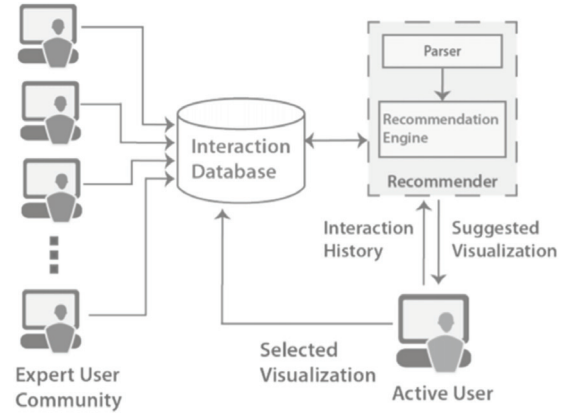 Parser
Recommendation
Engine
Recommender
Interaction
Database
Interaction
History
Suggested
Visualization
Selected
Visualization
Expert User
Community
Active User